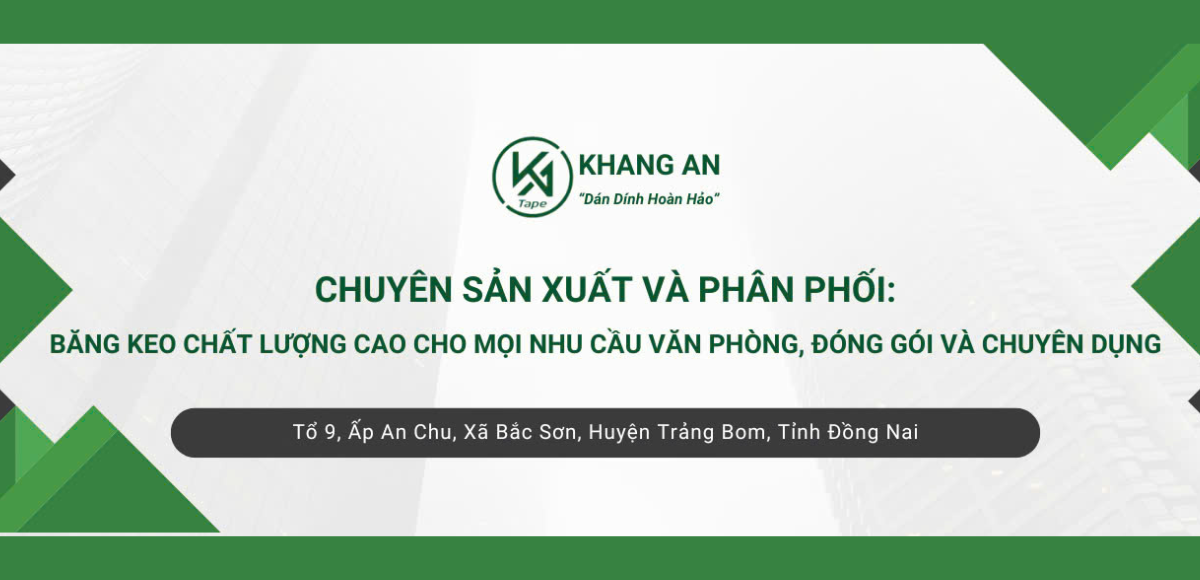 KHANG AN
"Dán Dính Hoàn Hảo"
Tape
CHUYÊN SẢN XUẤT VÀ PHÂN PHỐI:
BĂNG KEO CHẤT LƯỢNG CAO CHO MỌI NHU CẦU VĂN PHÒNG, ĐÓNG GÓI VÀ CHUYÊN DỤNG
Tổ 9, Ấp An Chu, Xã Bắc Sơn, Huyện Trảng Bom, Tỉnh Đồng Nai